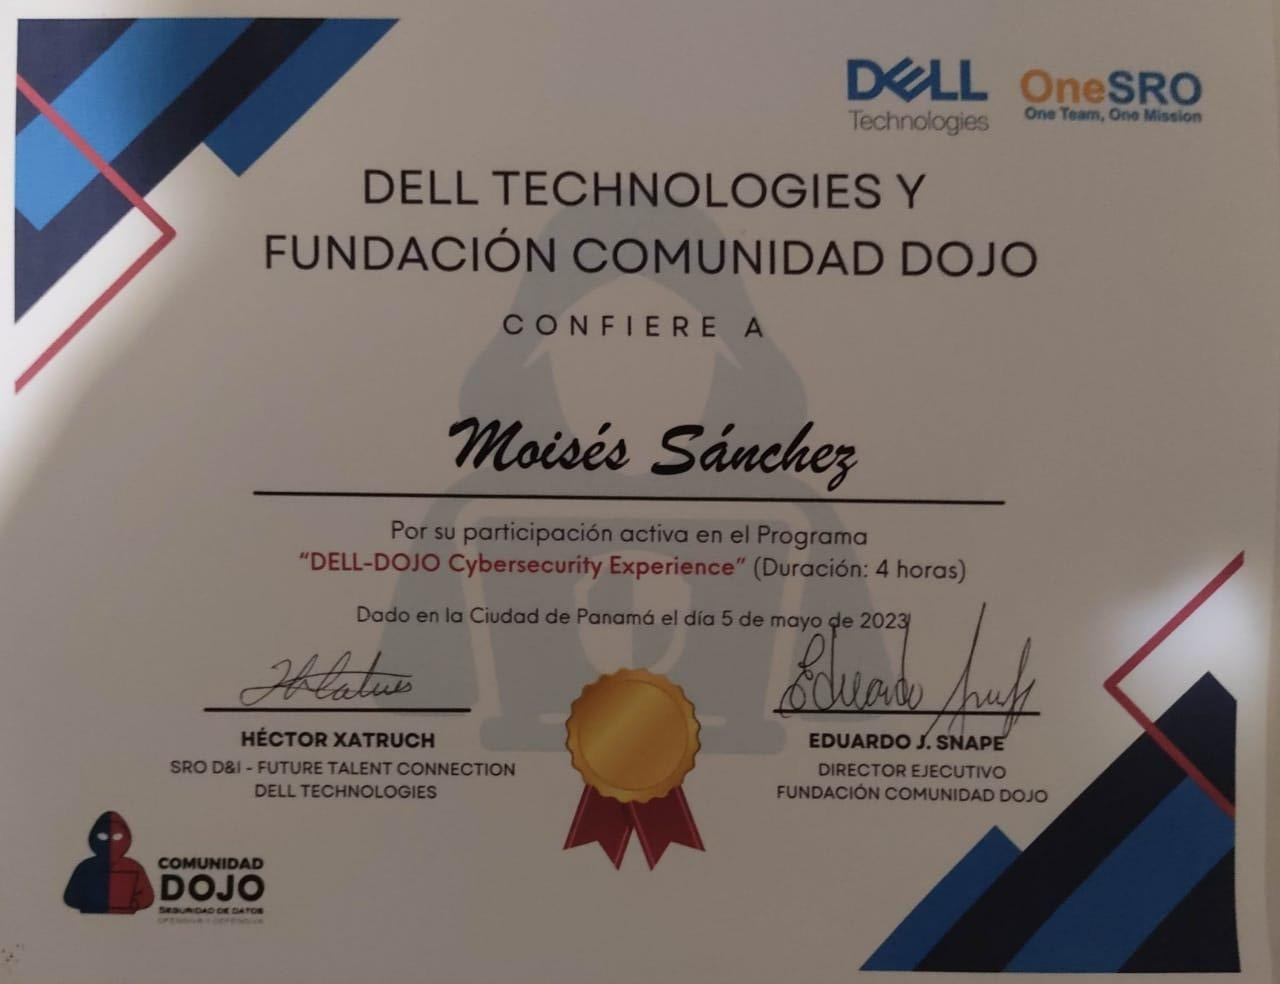 DELL
Technologies
OneSRO
One Team, One Mission
DELL TECHNOLOGIES Y
FUNDACIÓN COMUNIDAD DOJO
CONFIERE A
Moisés Sánchez
Por su participación activa en el Programa
“DELL-DOJO Cybersecurity Experience” (Duración: 4 horas)
Dado en la Ciudad de Panamá el día 5 de mayo de 2023
HÉCTOR XATRUCH
SRO D&I - FUTURE TALENT CONNECTION
DELL TECHNOLOGIES
Eduardo
EDUARDO J. SNAPE
DIRECTOR EJECUTIVO
FUNDACIÓN COMUNIDAD DOJO
COMUNIDAD
DOJO
SEGURIDAD DE DATOS
OFENSIVA Y DEFENSIVA